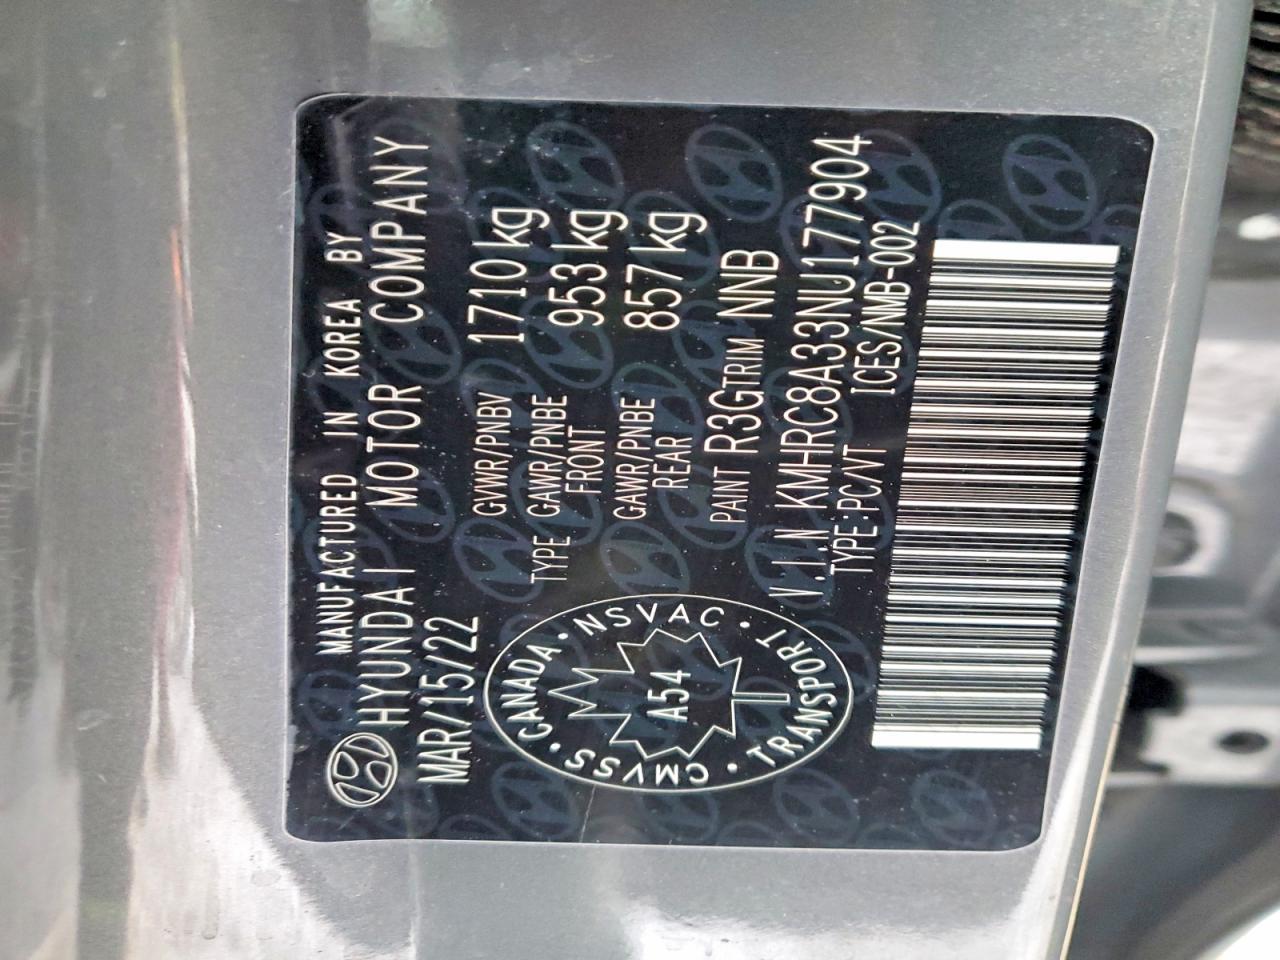 MANUFACTURED IN KOREA BY
HYUNDAI MOTOR COMPANY
MAR/15/22
GVWR/PNBV 1710 kg
TYPE GAWR/PNBE FRONT 953 kg
GAWR/PNBE REAR 857 kg
PAINT R3G TRIM NNB
V.I.N KMHRC8A33NU177904
TYPE:PC/VT ICES/NMB-002
CANADA · NSVAC · TRANSPORT · CMVSS ·
A54